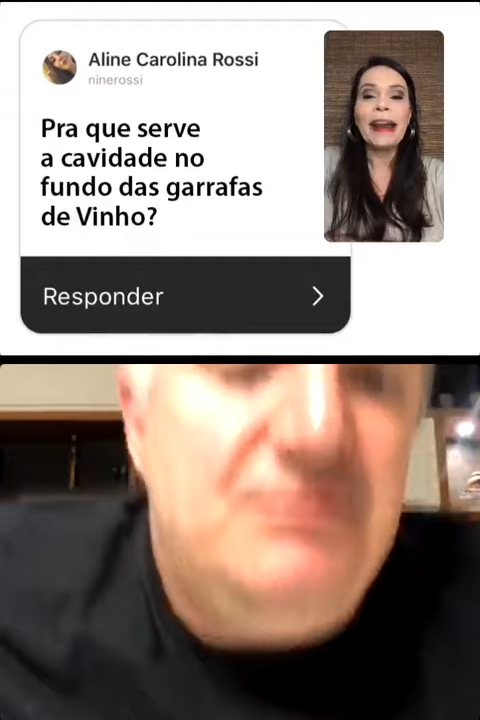 Aline Carolina Rossi
ninerossi
Pra que serve
a cavidade no
fundo das garrafas
de Vinho?
Responder